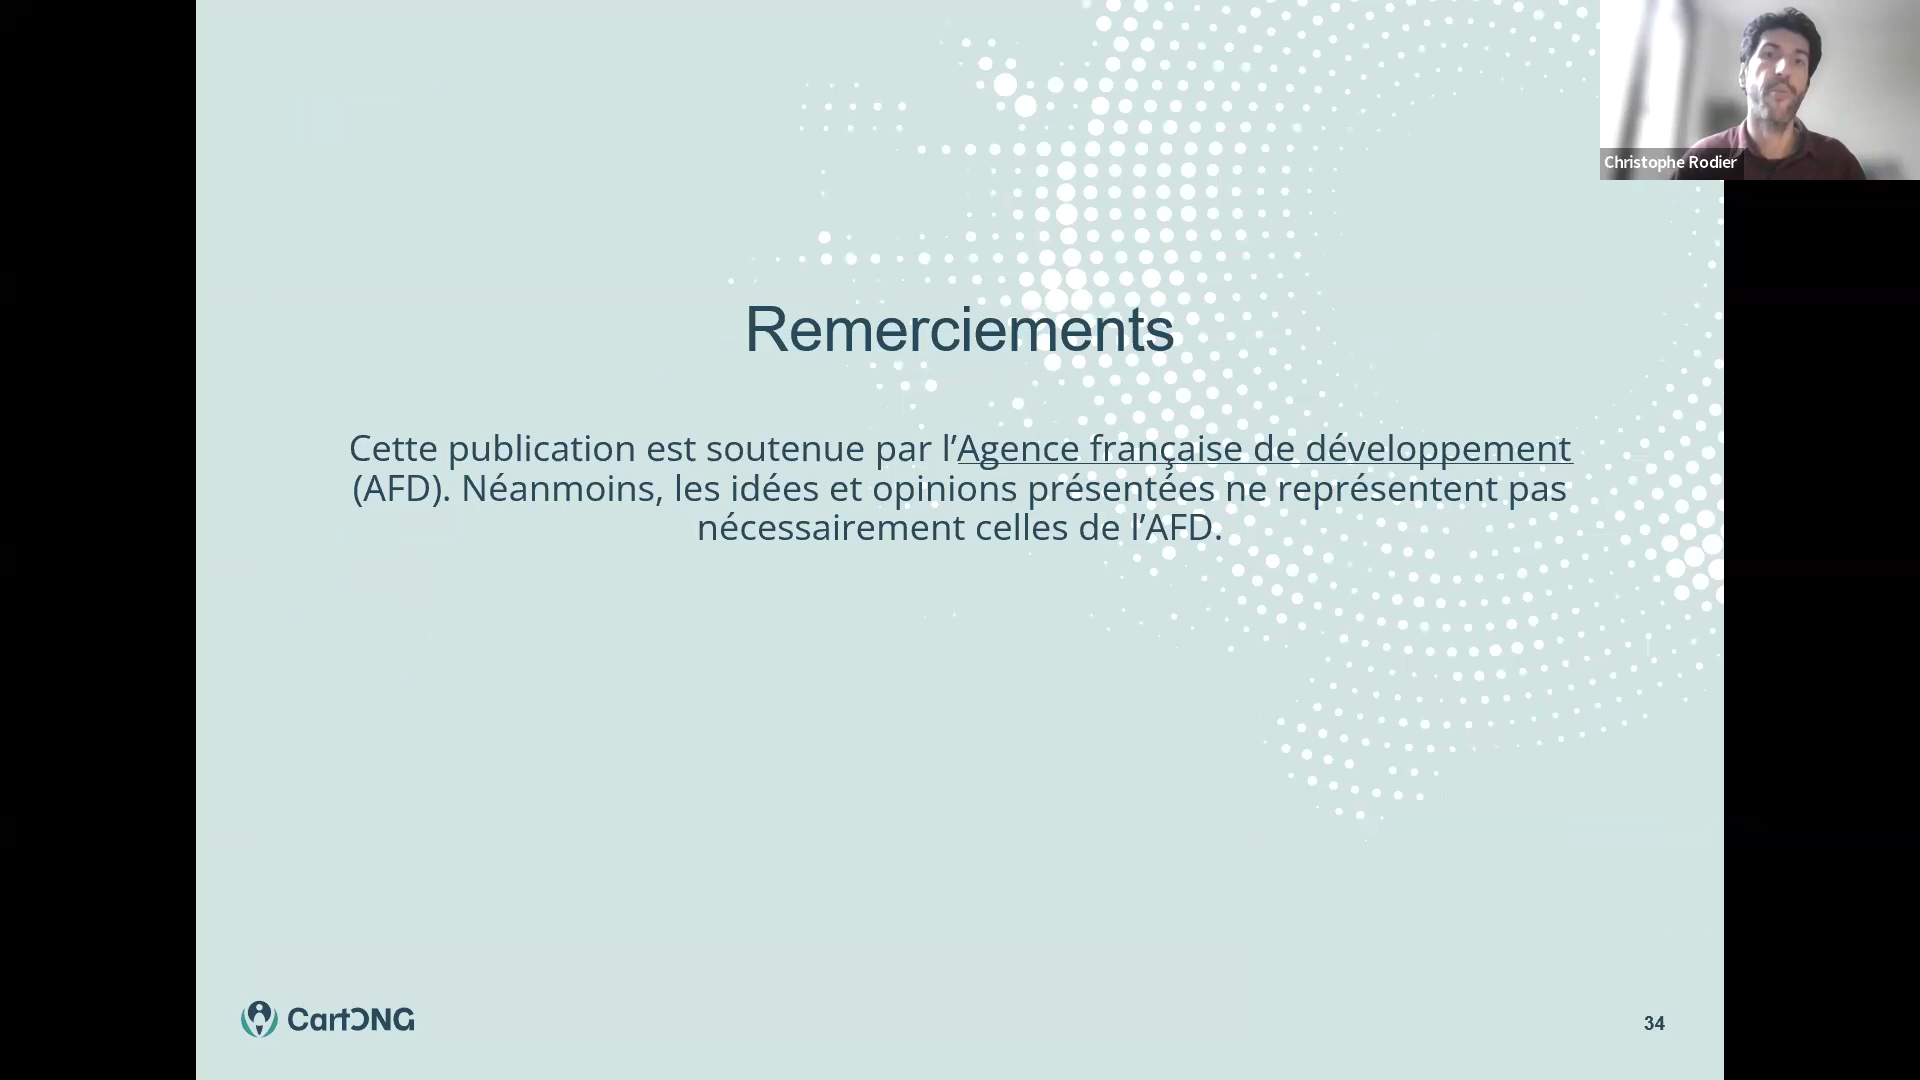 Christophe Rodier
Remerciements
Cette publication est soutenue par l’Agence française de développement
(AFD). Néanmoins, les idées et opinions présentées ne représentent pas
nécessairement celles de l’AFD.
CartONG
34